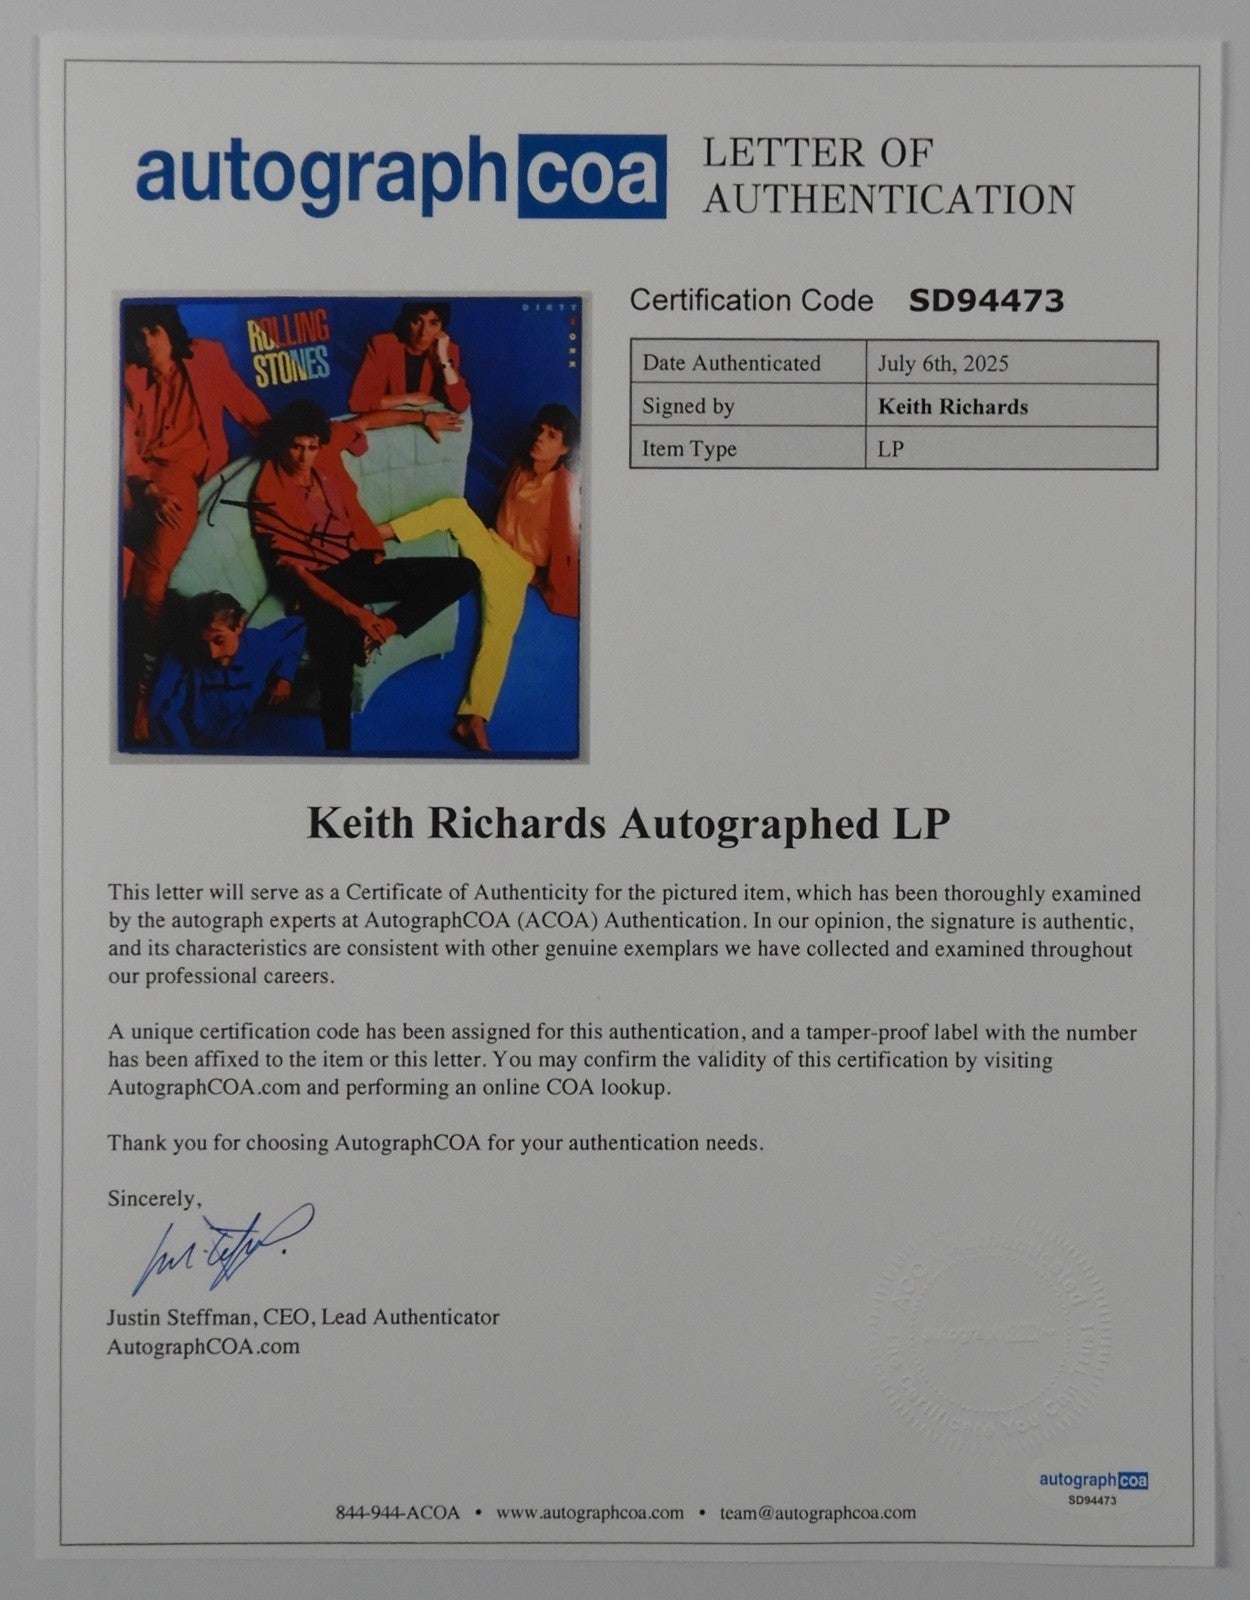 autographcoa
LETTER OF
AUTHENTICATION
Certification Code SD94473
Date Authenticated July 6th, 2025
Signed by Keith Richards
Item Type LP
DIRTY
WORK
ROLLING
STONES
Keith Richards Autographed LP
This letter will serve as a Certificate of Authenticity for the pictured item, which has been thoroughly examined
by the autograph experts at AutographCOA (ACOA) Authentication. In our opinion, the signature is authentic,
and its characteristics are consistent with other genuine exemplars we have collected and examined throughout
our professional careers.
A unique certification code has been assigned for this authentication, and a tamper-proof label with the number
has been affixed to the item or this letter. You may confirm the validity of this certification by visiting
AutographCOA.com and performing an online COA lookup.
Thank you for choosing AutographCOA for your authentication needs.
Sincerely,
Justin Steffman, CEO, Lead Authenticator
AutographCOA.com
autographcoa
SD94473
844-944-ACOA • www.autographcoa.com • team@autographcoa.com